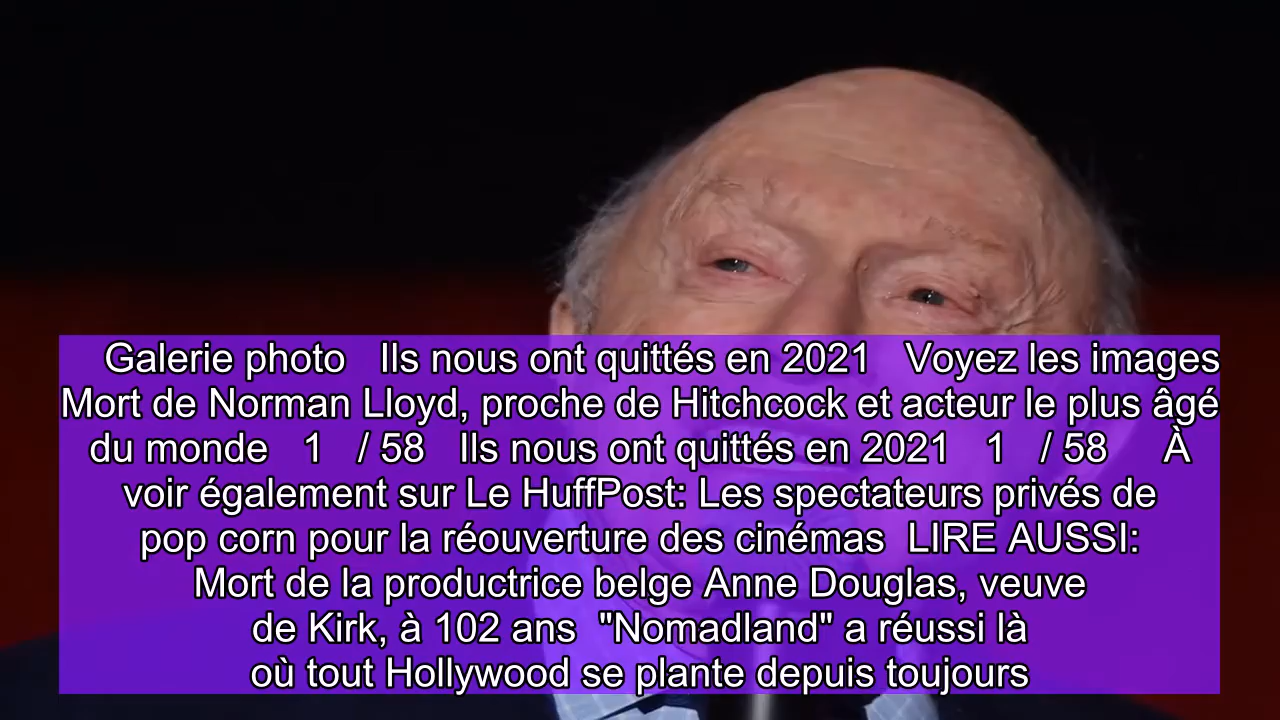 Galerie photo Ils nous ont quittés en 2021 Voyez les images
Mort de Norman Lloyd, proche de Hitchcock et acteur le plus âgé
du monde 1 / 58 Ils nous ont quittés en 2021 1 / 58 À
voir également sur Le HuffPost: Les spectateurs privés de
pop corn pour la réouverture des cinémas LIRE AUSSI:
Mort de la productrice belge Anne Douglas, veuve
de Kirk, à 102 ans "Nomadland" a réussi là
où tout Hollywood se plante depuis toujours